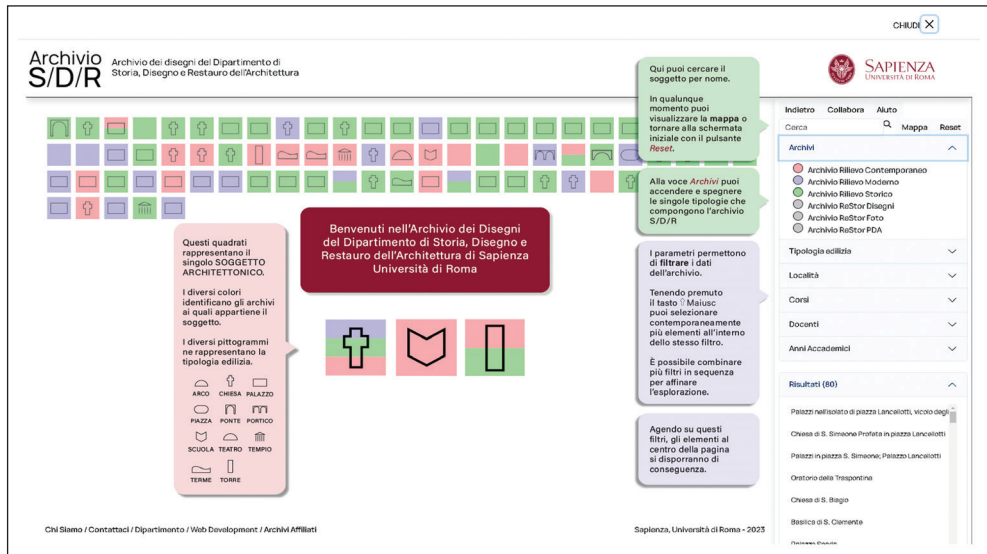 CHIUDI
Archivio
S/D/R
Archivio dei disegni del Dipartimento di
Storia, Disegno e Restauro dell'Architettura
SAPIENZA
UNIVERSITÀ DI ROMA
Qui puoi cercare il
soggetto per nome.
In qualunque
momento puoi
visualizzare la mappa o
tornare alla schermata
iniziale con il pulsante
Reset.
Alla voce Archivi puoi
accendere e spegnere
le singole tipologie che
compongono l'archivio
S/D/R
I parametri permettono
di filtrare i dati
dell'archivio.
Tenendo premuto
il tasto ⇧Maiusc
puoi selezionare
contemporaneamente
più elementi all'interno
dello stesso filtro.
È possibile combinare
più filtri in sequenza
per affinare
l'esplorazione.
Agendo su questi
filtri, gli elementi al
centro della pagina
si disporranno di
conseguenza.
Indietro Collabora Aiuto
Cerca Mappa Reset
Archivi
Archivio Rilievo Contemporaneo
Archivio Rilievo Moderno
Archivio Rilievo Storico
Archivio ReStor Disegni
Archivio ReStor Foto
Archivio ReStor PDA
Tipologia edilizia
Località
Corsi
Docenti
Anni Accademici
Risultati (80)
Palazzi nell'isolato di piazza Lancellotti, vicolo degli
Chiesa di S. Simeone Profeta in piazza Lancellotti
Palazzi in piazza S. Simeone; Palazzo Lancellotti
Oratorio della Traspontina
Chiesa di S. Biagio
Basilica di S. Clemente
Benvenuti nell'Archivio dei Disegni
del Dipartimento di Storia, Disegno e
Restauro dell'Architettura di Sapienza
Università di Roma
Questi quadrati
rappresentano il
singolo SOGGETTO
ARCHITETTONICO.
I diversi colori
identificano gli archivi
ai quali appartiene il
soggetto.
I diversi pittogrammi
ne rappresentano la
tipologia edilizia.
ARCO CHIESA PALAZZO
PIAZZA PONTE PORTICO
SCUOLA TEATRO TEMPIO
TERME TORRE
Chi Siamo / Contattaci / Dipartimento / Web Development / Archivi Affiliati
Sapienza, Università di Roma - 2023